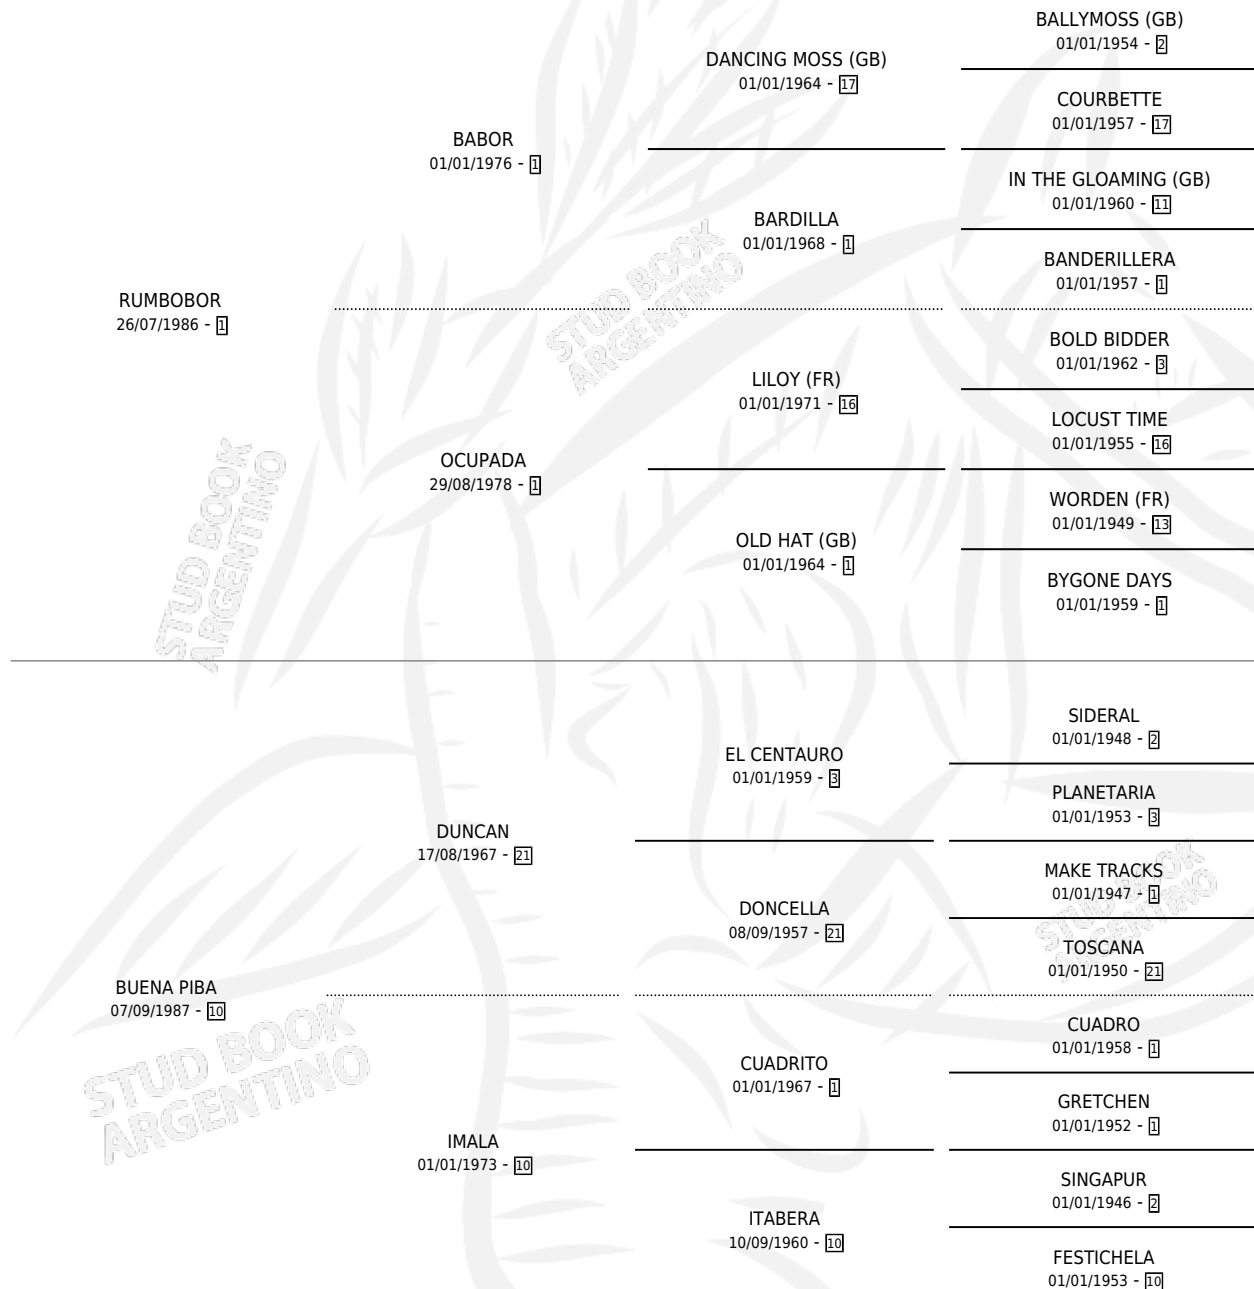 BALLYMOSS (GB)
01/01/1954 - 2
DANCING MOSS (GB)
01/01/1964 - 17
COURBETTE
01/01/1957 - 17
BABOR
01/01/1976 - 1
IN THE GLOAMING (GB)
01/01/1960 - 11
BARDILLA
01/01/1968 - 1
BANDERILLERA
01/01/1957 - 1
RUMBOBOR
26/07/1986 - 1
BOLD BIDDER
01/01/1962 - 3
LILOY (FR)
01/01/1971 - 16
LOCUST TIME
01/01/1955 - 16
OCUPADA
29/08/1978 - 1
WORDEN (FR)
01/01/1949 - 13
OLD HAT (GB)
01/01/1964 - 1
BYGONE DAYS
01/01/1959 - 1
SIDERAL
01/01/1948 - 2
EL CENTAURO
01/01/1959 - 3
PLANETARIA
01/01/1953 - 3
DUNCAN
17/08/1967 - 21
MAKE TRACKS
01/01/1947 - 1
DONCELLA
08/09/1957 - 21
TOSCANA
01/01/1950 - 21
BUENA PIBA
07/09/1987 - 10
CUADRO
01/01/1958 - 1
CUADRITO
01/01/1967 - 1
GRETCHEN
01/01/1952 - 1
IMALA
01/01/1973 - 10
SINGAPUR
01/01/1946 - 2
ITABERA
10/09/1960 - 10
FESTICHELA
01/01/1953 - 10
STUD BOOK
ARGENTINO
STUD BOOK
ARGENTINO
STUD BOOK
ARGENTINO
STUD BOOK
ARGENTINO